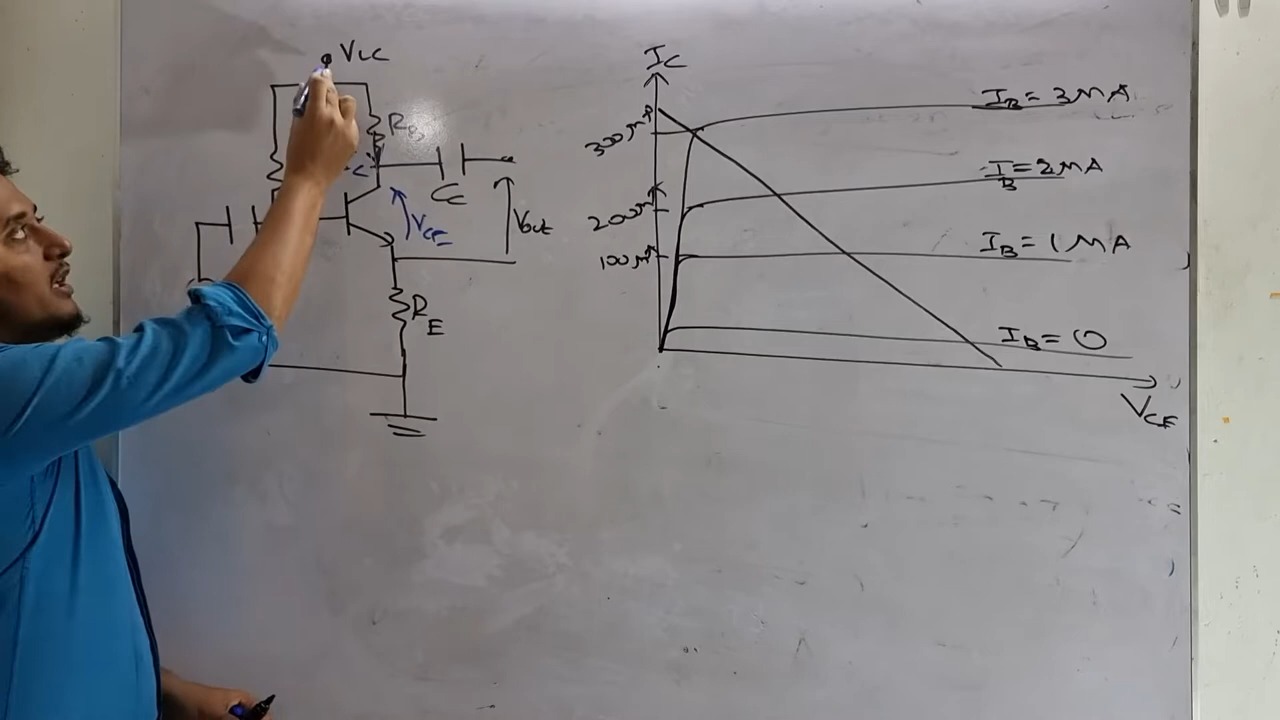 VCC
RB
C
CC
VCE
Vout
RE
IC
300mA
200mA
100mA
IB = 3MA
IB = 2MA
IB = 1MA
IB = 0
VCE